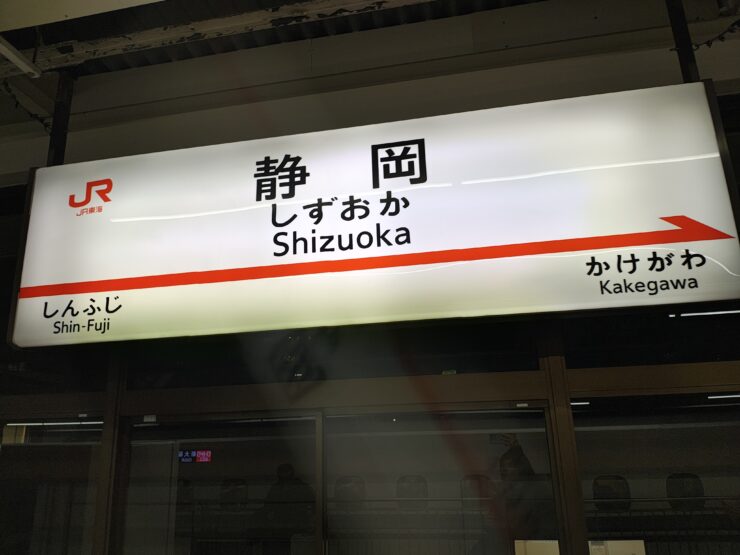 JR
JR東海
静岡
しずおか
Shizuoka
しんふじ
Shin-Fuji
かけがわ
Kakegawa